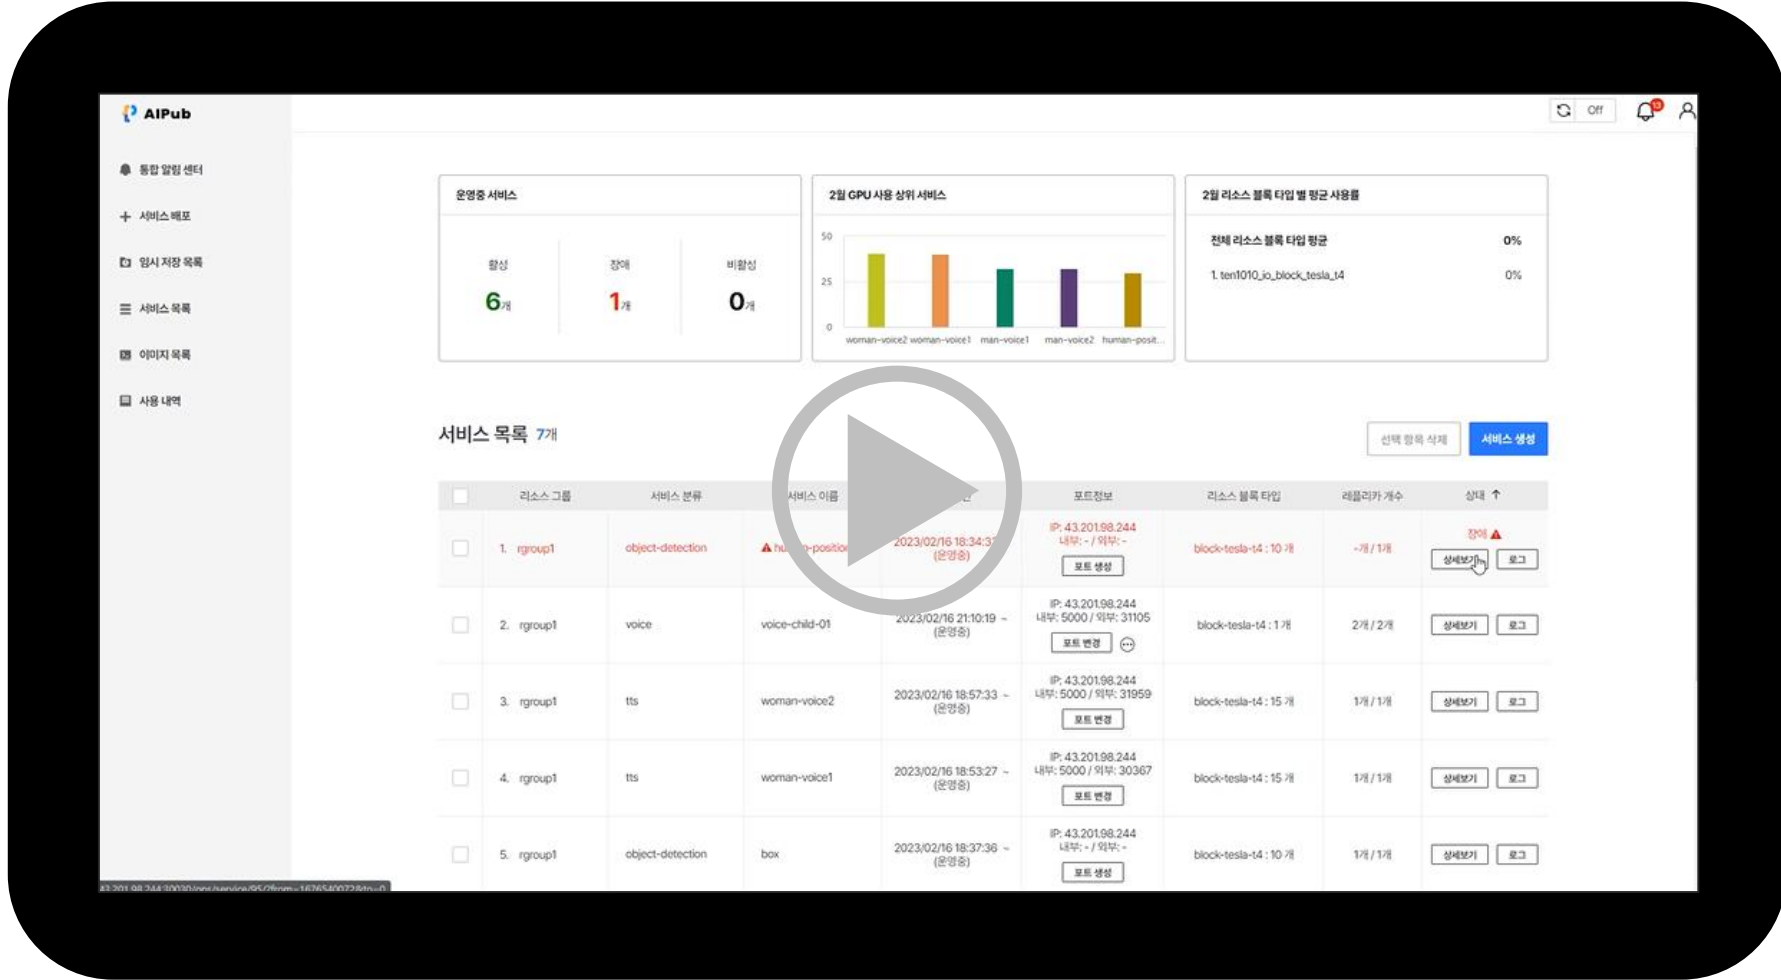 AIPub
Off
13
통합 알림 센터
서비스 배포
임시 저장 목록
서비스 목록
이미지 목록
사용 내역
운영중 서비스
활성
장애
비활성
6개
1개
0개
2월 GPU 사용 상위 서비스
50
25
0
woman-voice2 woman-voice1 man-voice1 man-voice2 human-posit...
2월 리소스 블록 타입 별 평균 사용률
전체 리소스 블록 타입 평균 0%
1. ten1010_io_block_tesla_t4 0%
서비스 목록 7개
선택 항목 삭제
서비스 생성
리소스 그룹 서비스 분류 서비스 이름 포트정보 리소스 블록 타입 레플리카 개수 상태 ↑
IP: 43.201.98.244
1. rgroup1 object-detection 2023/02/16 18:34:3 내부: - / 외부: - block-tesla-t4 : 10 개 -개 / 1개 장애
(운영중) 포트 생성 상세보기 로그
IP: 43.201.98.244
2. rgroup1 voice voice-child-01 2023/02/16 21:10:19 ~ 내부: 5000 / 외부: 31105 block-tesla-t4 : 1 개 2개 / 2개 상세보기 로그
(운영중) 포트 변경
IP: 43.201.98.244
3. rgroup1 tts woman-voice2 2023/02/16 18:57:33 ~ 내부: 5000 / 외부: 31959 block-tesla-t4 : 15 개 1개 / 1개 상세보기 로그
(운영중) 포트 변경
IP: 43.201.98.244
4. rgroup1 tts woman-voice1 2023/02/16 18:53:27 ~ 내부: 5000 / 외부: 30367 block-tesla-t4 : 15 개 1개 / 1개 상세보기 로그
(운영중) 포트 변경
IP: 43.201.98.244
5. rgroup1 object-detection box 2023/02/16 18:37:36 ~ 내부: - / 외부: - block-tesla-t4 : 10 개 1개 / 1개 상세보기 로그
(운영중) 포트 생성